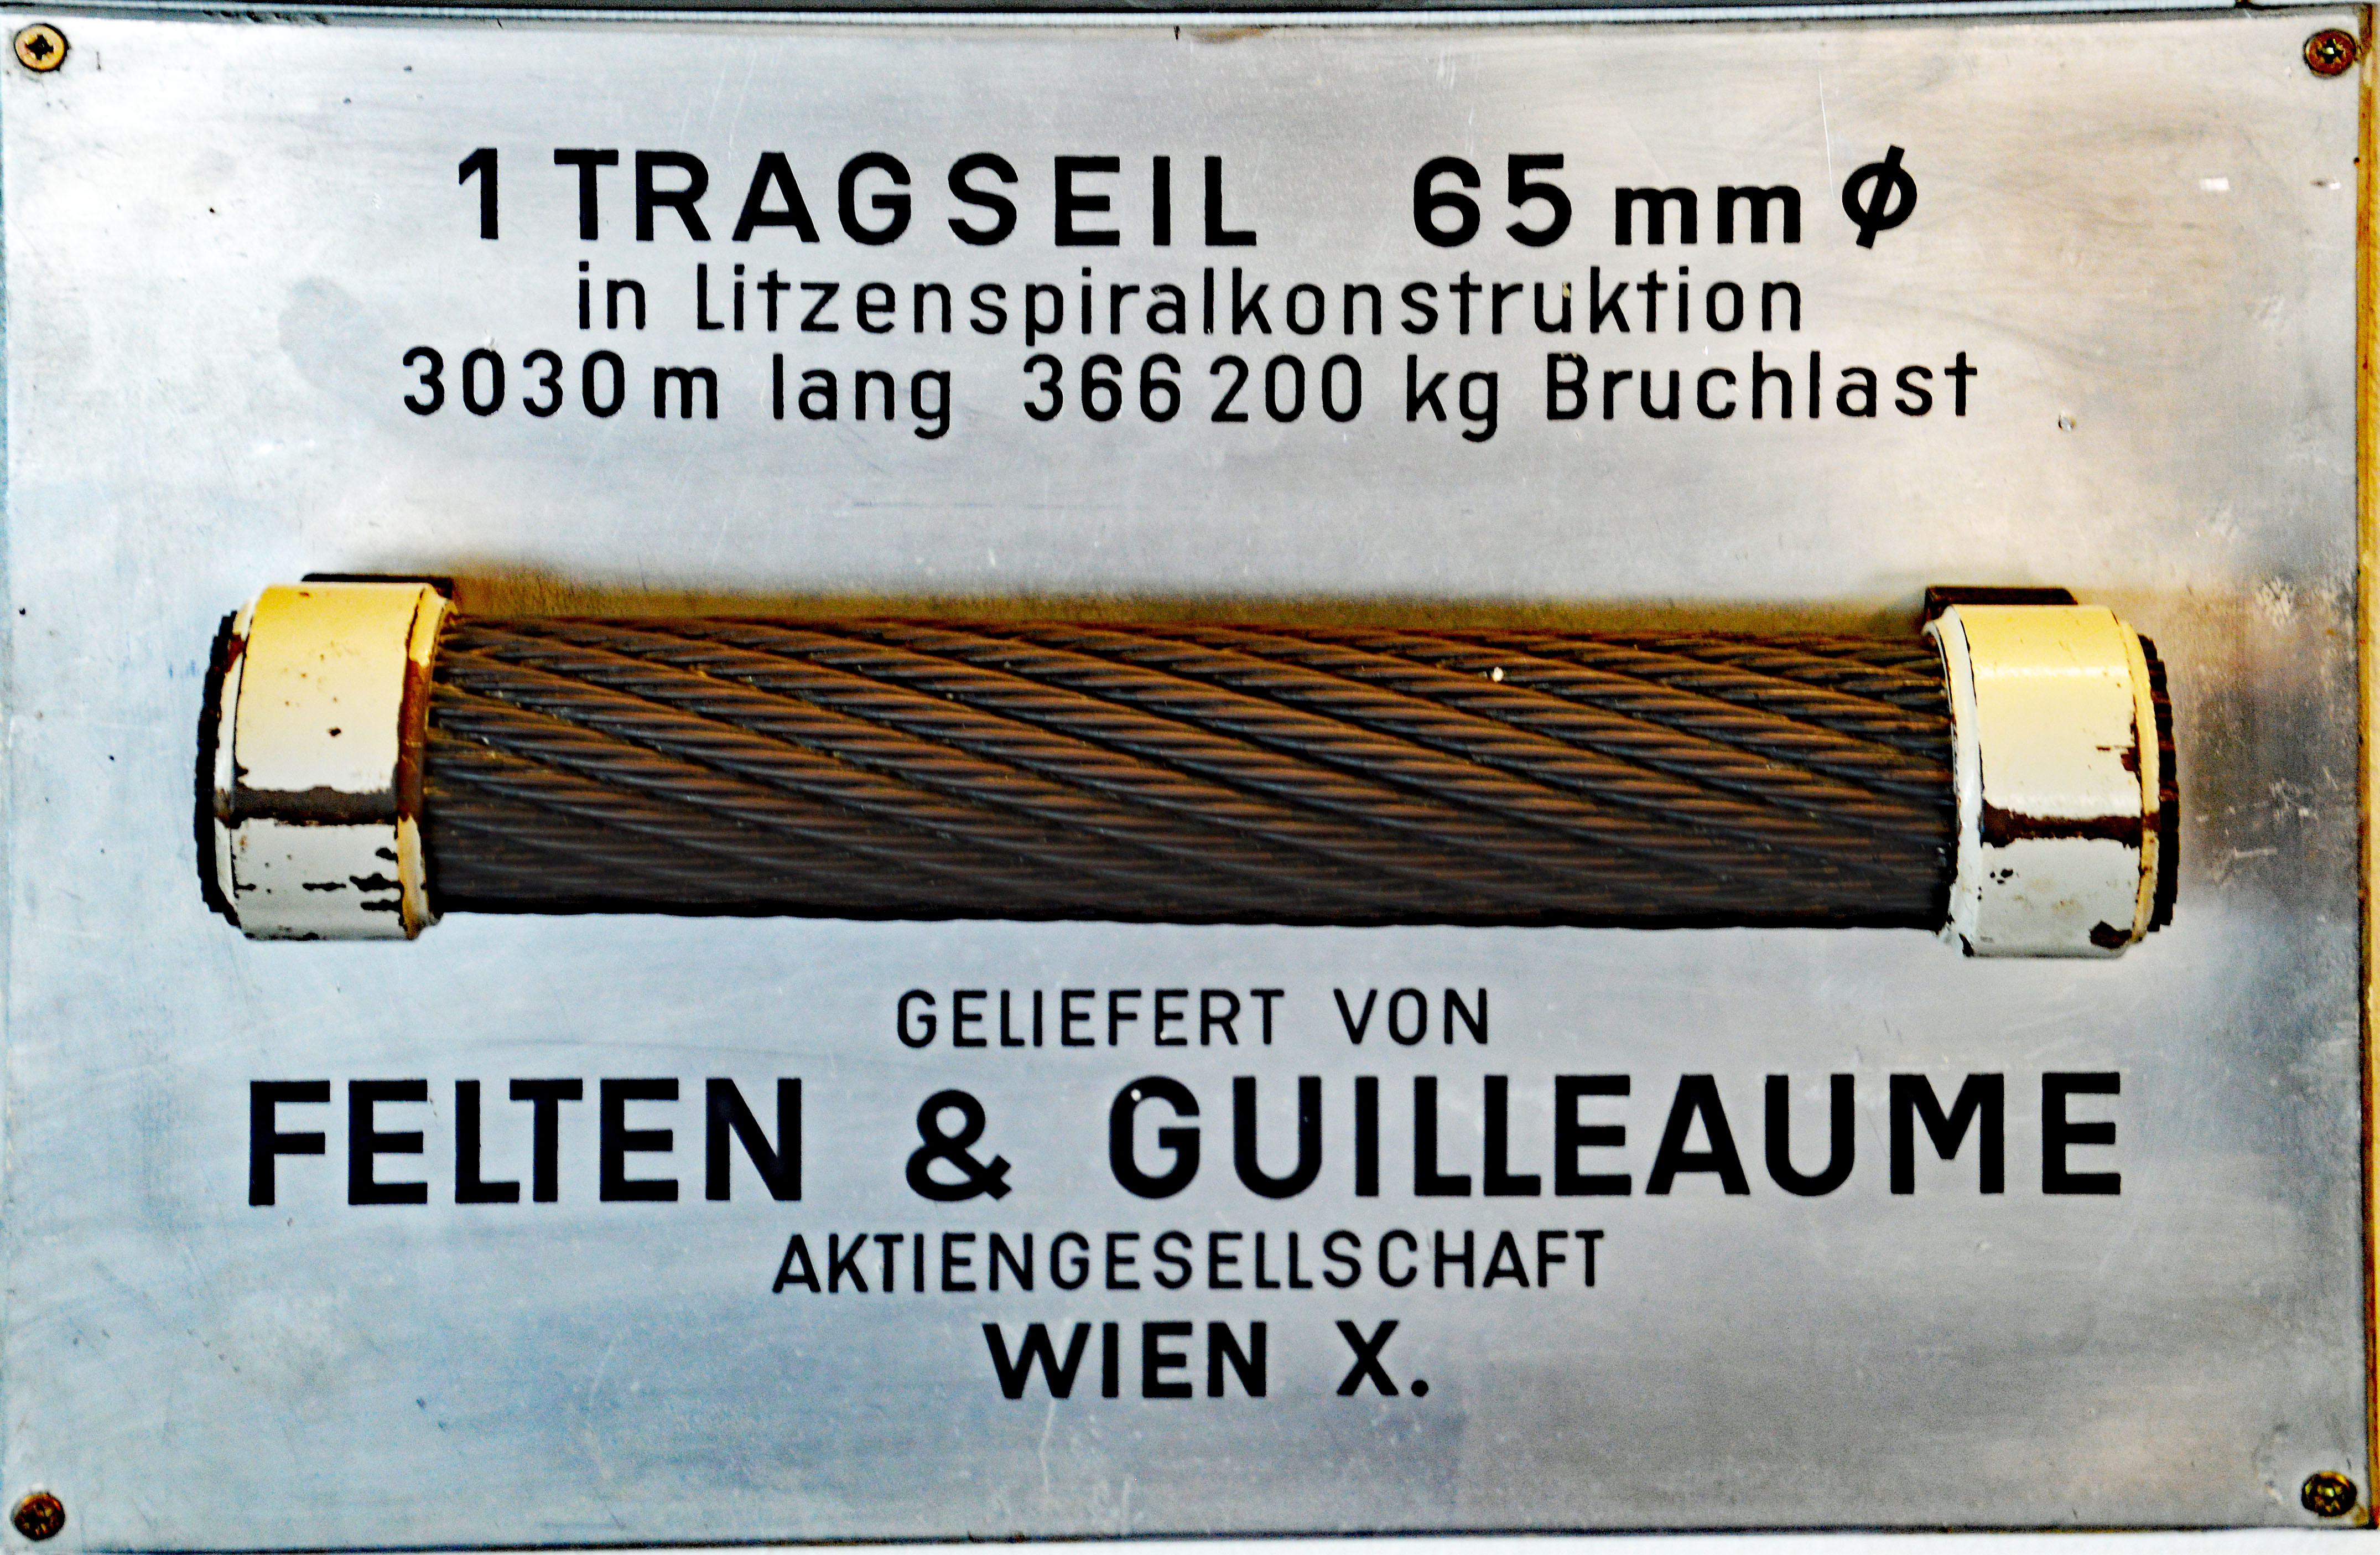 1 TRAGSEIL 65 mm ϕ
in Litzenspiralkonstruktion
3030 m lang 366 200 kg Bruchlast
GELIEFERT VON
FELTEN & GUILLEAUME
AKTIENGESELLSCHAFT
WIEN X.